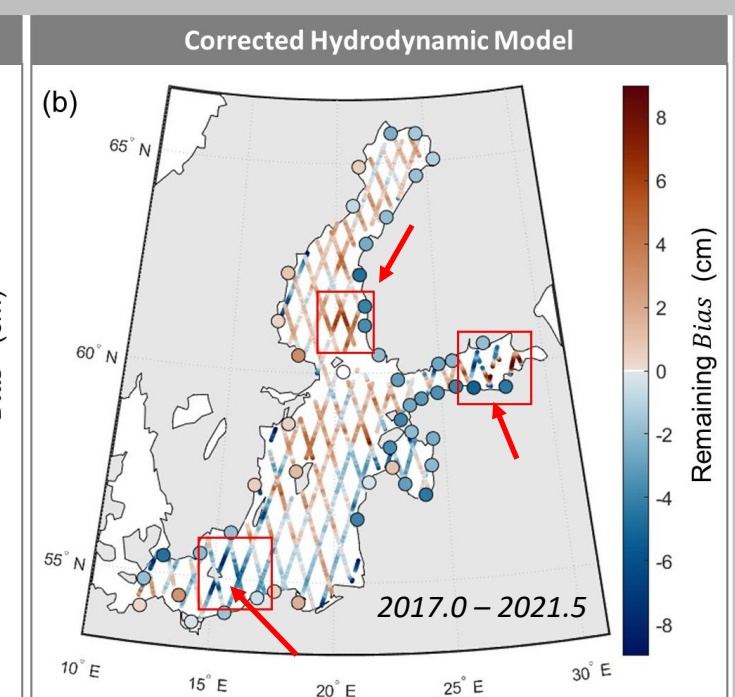 Corrected Hydrodynamic Model
(b)
65° N
60° N
55° N
10° E
15° E
20° E
25° E
30° E
2017.0 – 2021.5
8
6
4
2
0
-2
-4
-6
-8
Remaining Bias (cm)